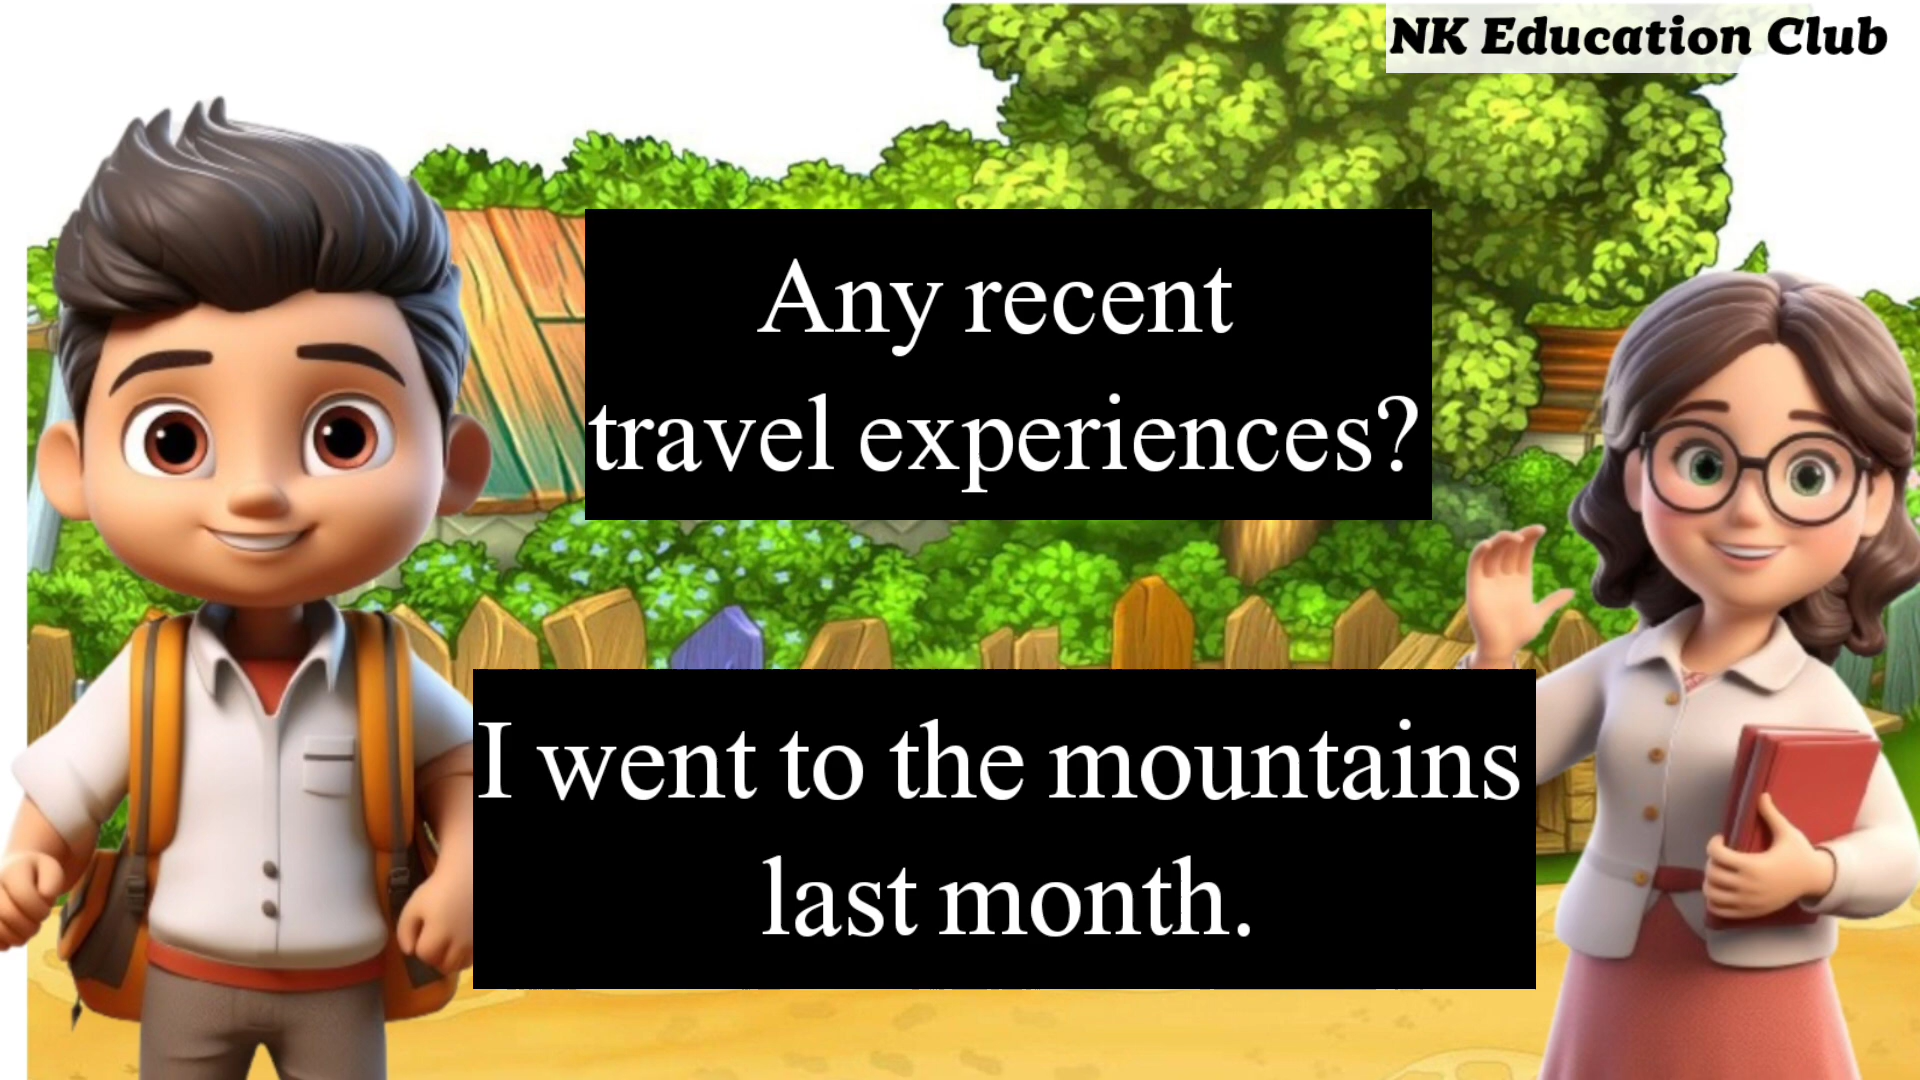 NK Education Club
Any recent
travel experiences?
I went to the mountains
last month.